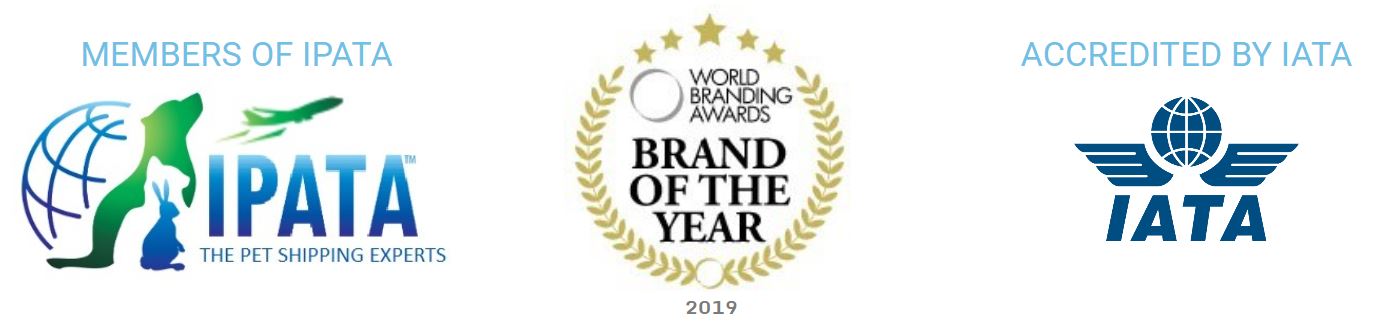 MEMBERS OF IPATA
IPATA™
THE PET SHIPPING EXPERTS
WORLD
BRANDING
AWARDS
BRAND
OF THE
YEAR
2019
ACCREDITED BY IATA
IATA